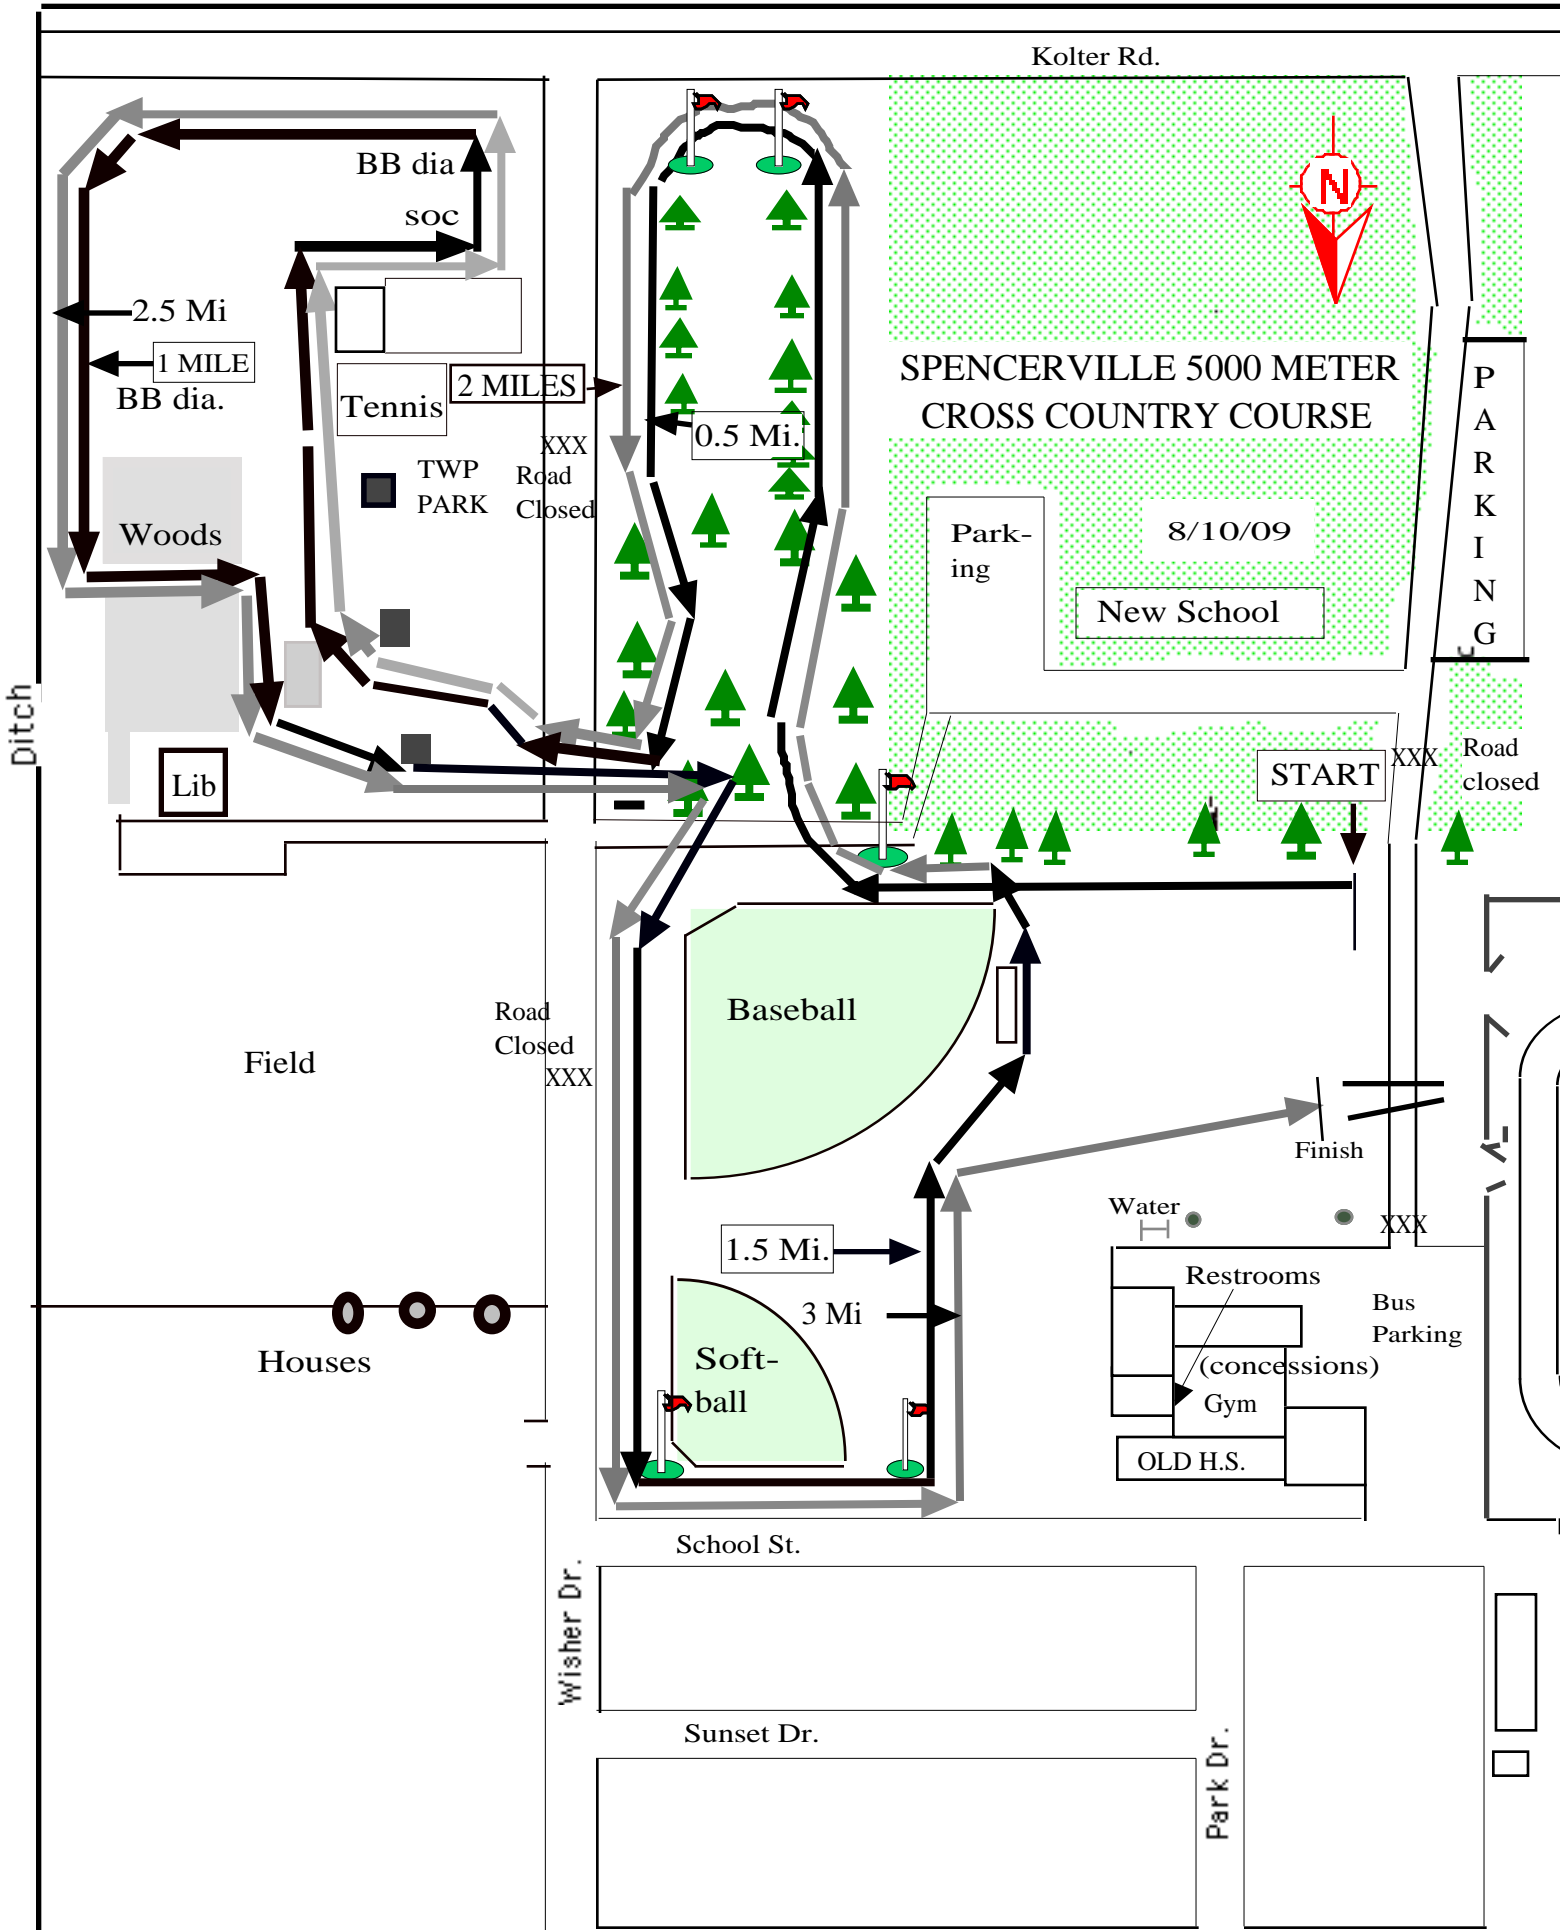 Kolter Rd.
BB dia
soc
N
2.5 Mi
1 MILE
BB dia.
Tennis
2 MILES
0.5 Mi.
SPENCERVILLE 5000 METER
CROSS COUNTRY COURSE
PARKING
XXX
Road
Closed
TWP
PARK
Woods
Park-
ing
8/10/09
New School
Ditch
Lib
START
XXX
Road
closed
Baseball
Road
Closed
XXX
Field
Finish
Water
XXX
1.5 Mi.
3 Mi
Restrooms
Bus
Parking
(concessions)
Gym
OLD H.S.
Soft-
ball
Houses
School St.
Wisher Dr.
Sunset Dr.
Park Dr.